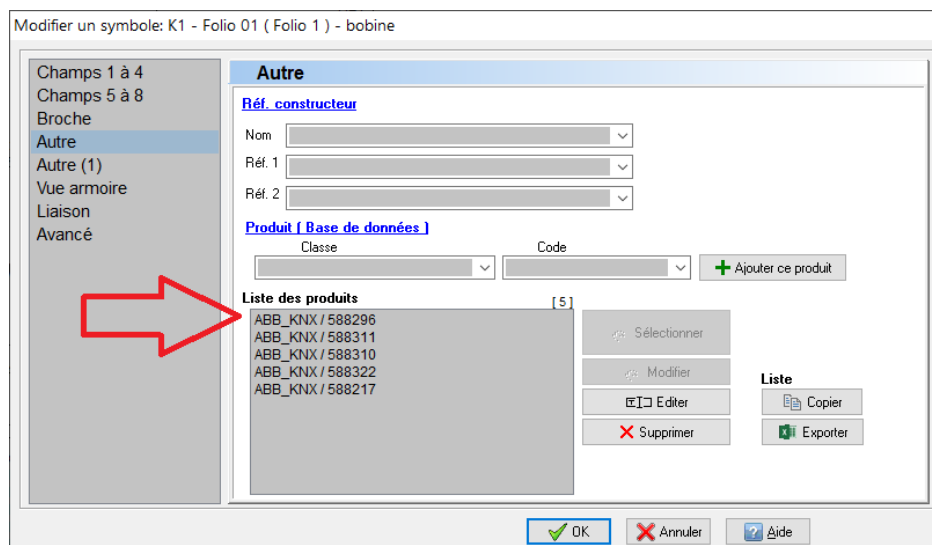 Modifier un symbole: K1 - Folio 01 ( Folio 1 ) - bobine
Champs 1 à 4
Champs 5 à 8
Broche
Autre
Autre (1)
Vue armoire
Liaison
Avancé
Autre
Réf. constructeur
Nom
Réf. 1
Réf. 2
Produit ( Base de données )
Classe
Code
Ajouter ce produit
Liste des produits
[ 5 ]
ABB_KNX / 588296
ABB_KNX / 588311
ABB_KNX / 588310
ABB_KNX / 588322
ABB_KNX / 588217
Sélectionner
Modifier
Editer
Supprimer
Liste
Copier
Exporter
OK
Annuler
Aide